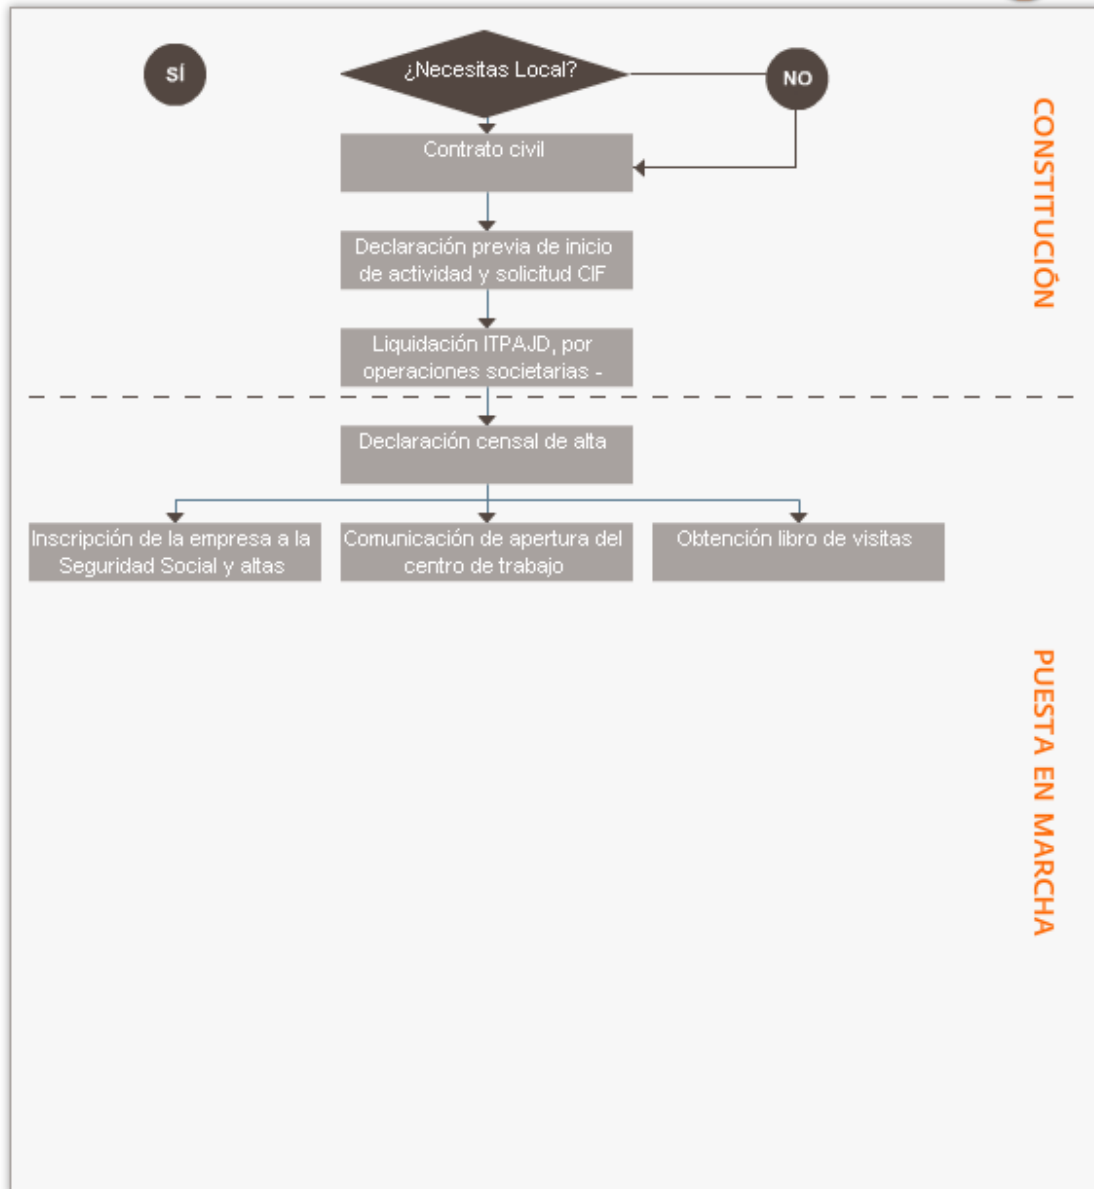 SÍ
¿Necesitas Local?
NO
Contrato civil
Declaración previa de inicio
de actividad y solicitud CIF
Liquidación ITPAJD, por
operaciones societarias -
CONSTITUCIÓN
Declaración censal de alta
Inscripción de la empresa a la
Seguridad Social y altas
Comunicación de apertura del
centro de trabajo
Obtención libro de visitas
PUESTA EN MARCHA